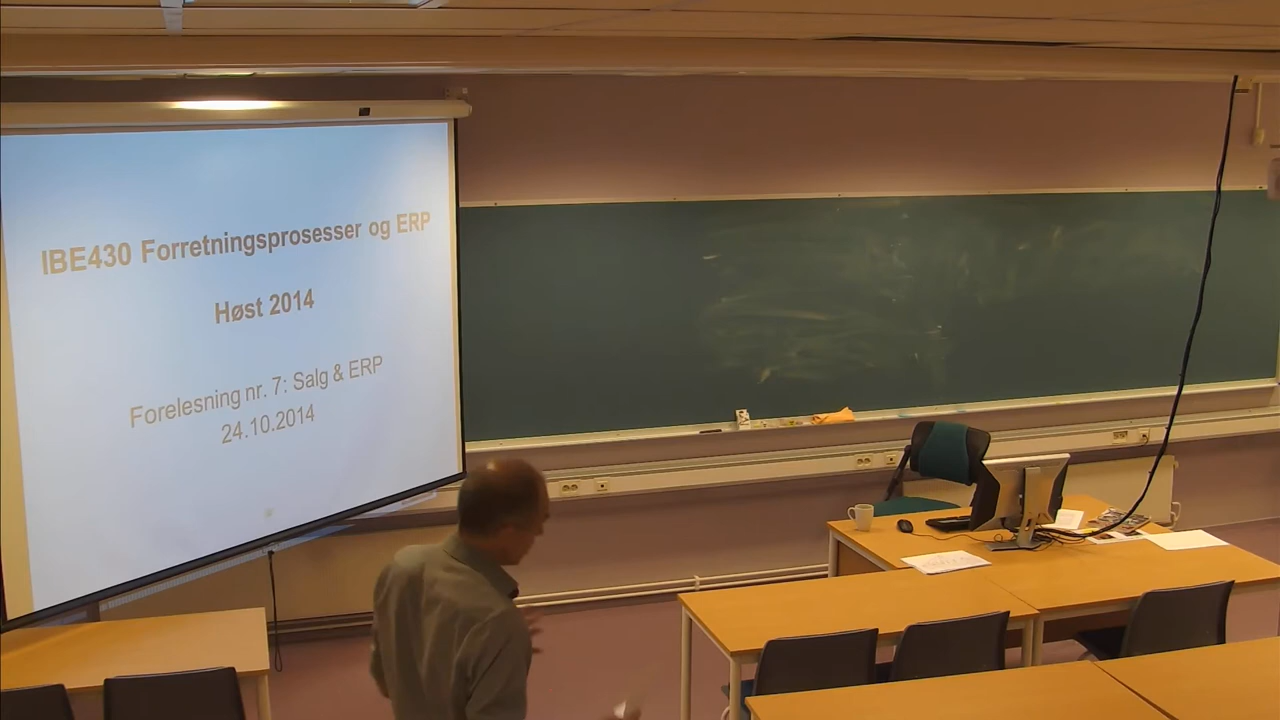 IBE430 Forretningsprosesser og ERP
Høst 2014
Forelesning nr. 7: Salg & ERP
24.10.2014